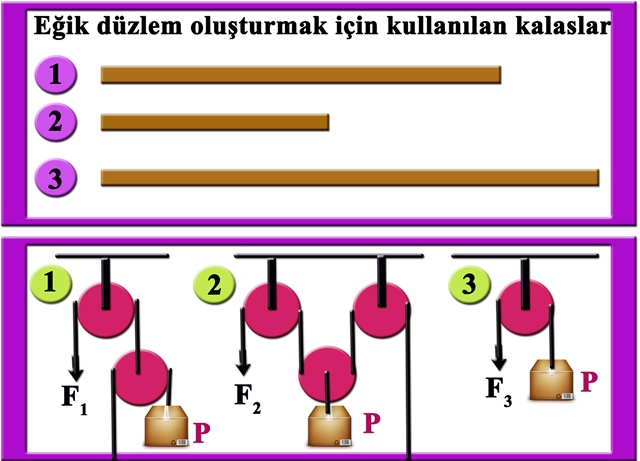 Eğik düzlem oluşturmak için kullanılan kalaslar
1
2
3
1
2
3
F1
P
F2
P
F3
P